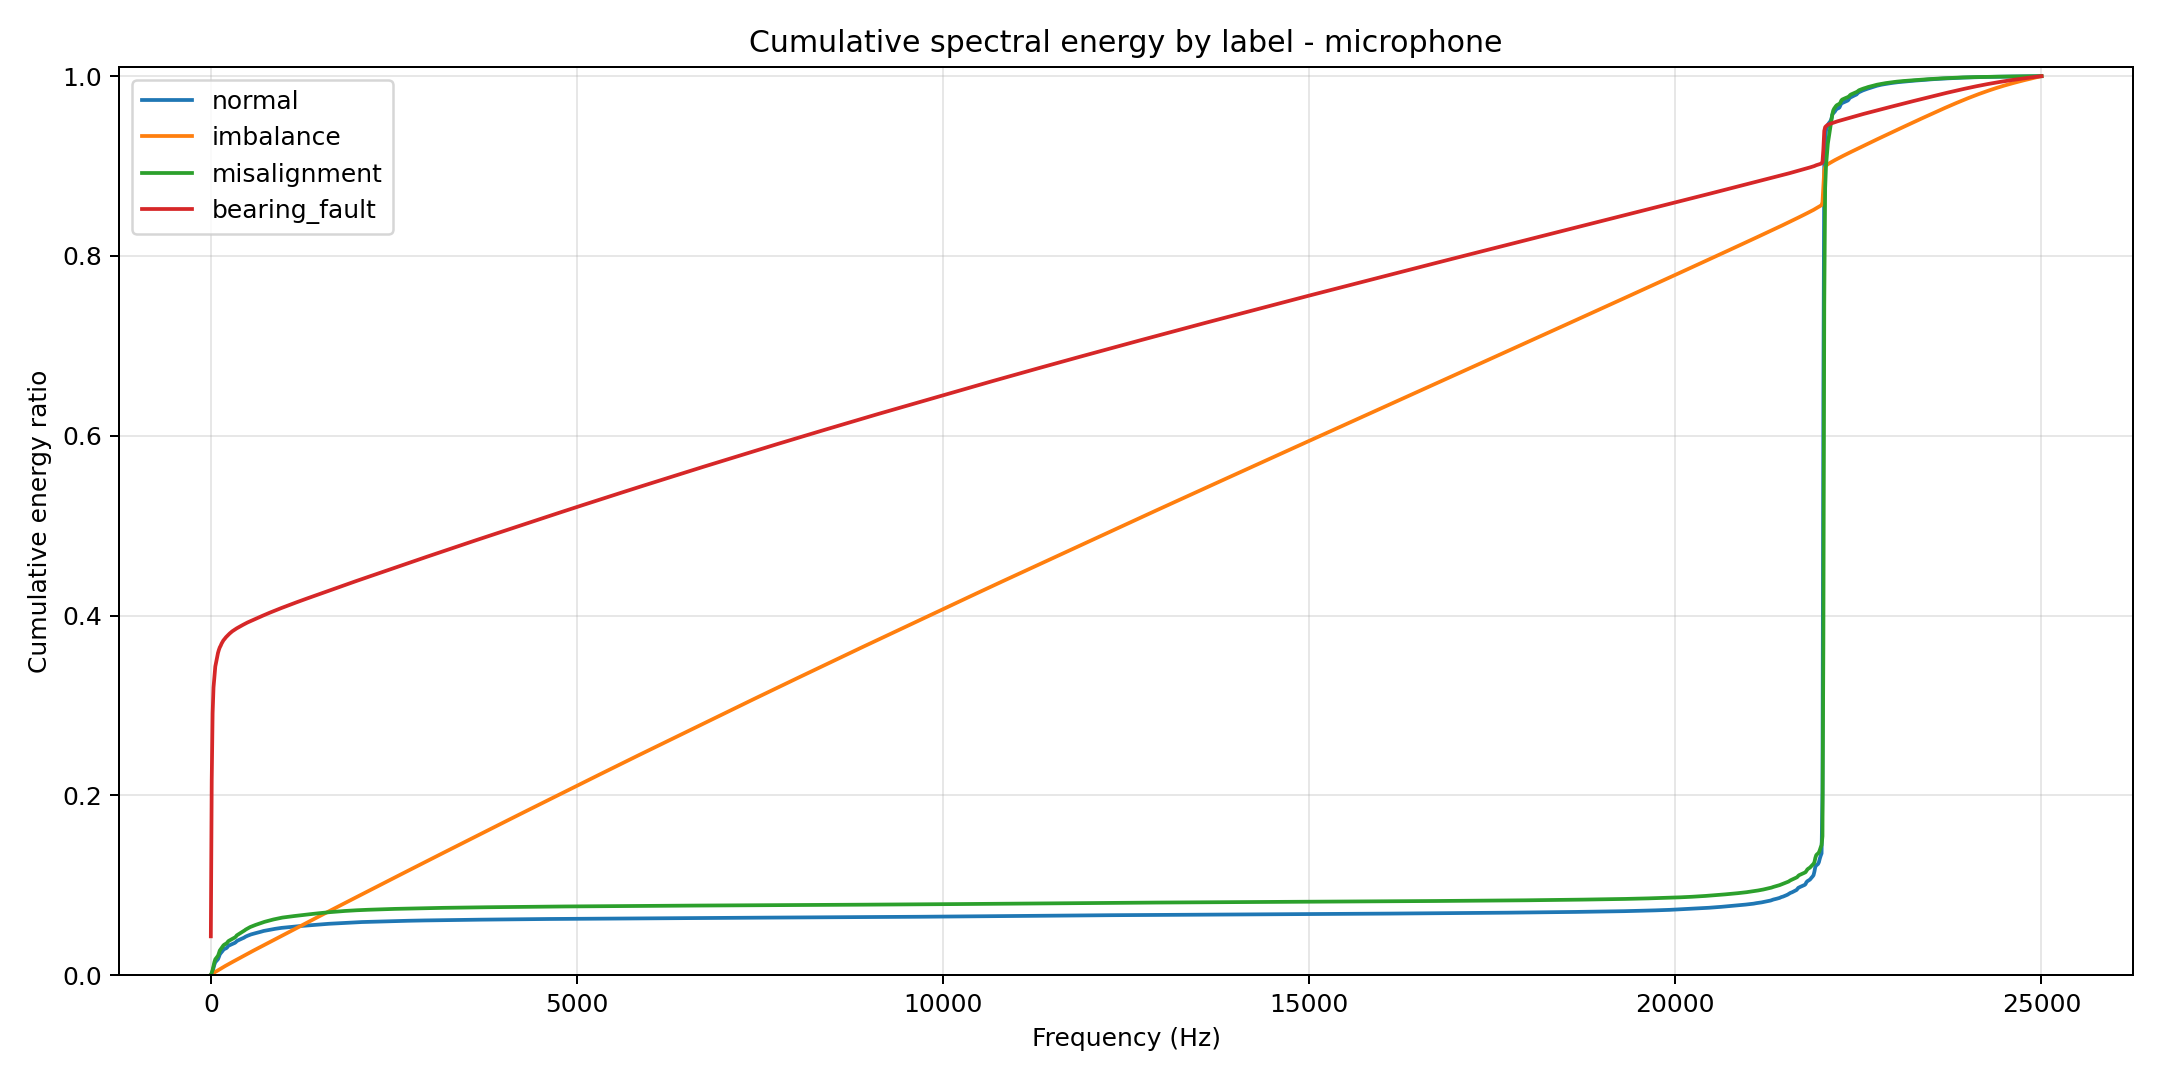 Cumulative spectral energy by label - microphone
normal
imbalance
misalignment
bearing_fault
Cumulative energy ratio
1.0
0.8
0.6
0.4
0.2
0.0
0 5000 10000 15000 20000 25000
Frequency (Hz)